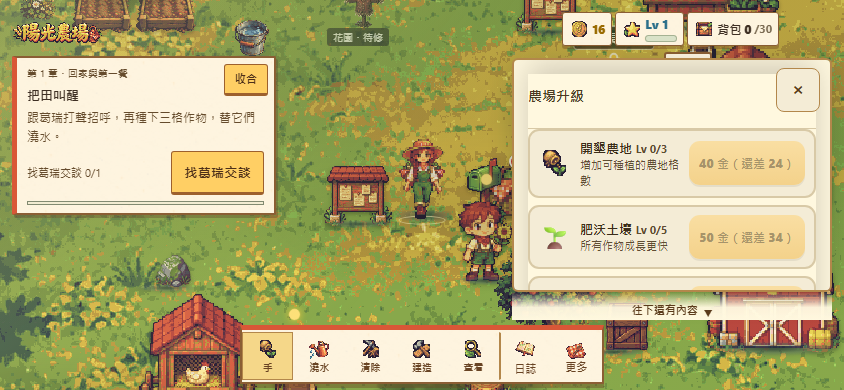 陽光農場
第 1 章 · 回家與第一餐
收合
把田叫醒
跟葛瑞打聲招呼，再種下三格作物，替它們
澆水。
找葛瑞交談 0/1
找葛瑞交談
花圃 · 待修
16
Lv 1
背包 0 /30
農場升級
×
開墾農地 Lv 0/3
增加可種植的農地格
數
40 金（還差 24）
肥沃土壤 Lv 0/5
所有作物成長更快
50 金（還差 34）
往下還有內容 ▼
手
澆水
清除
建造
查看
日誌
更多